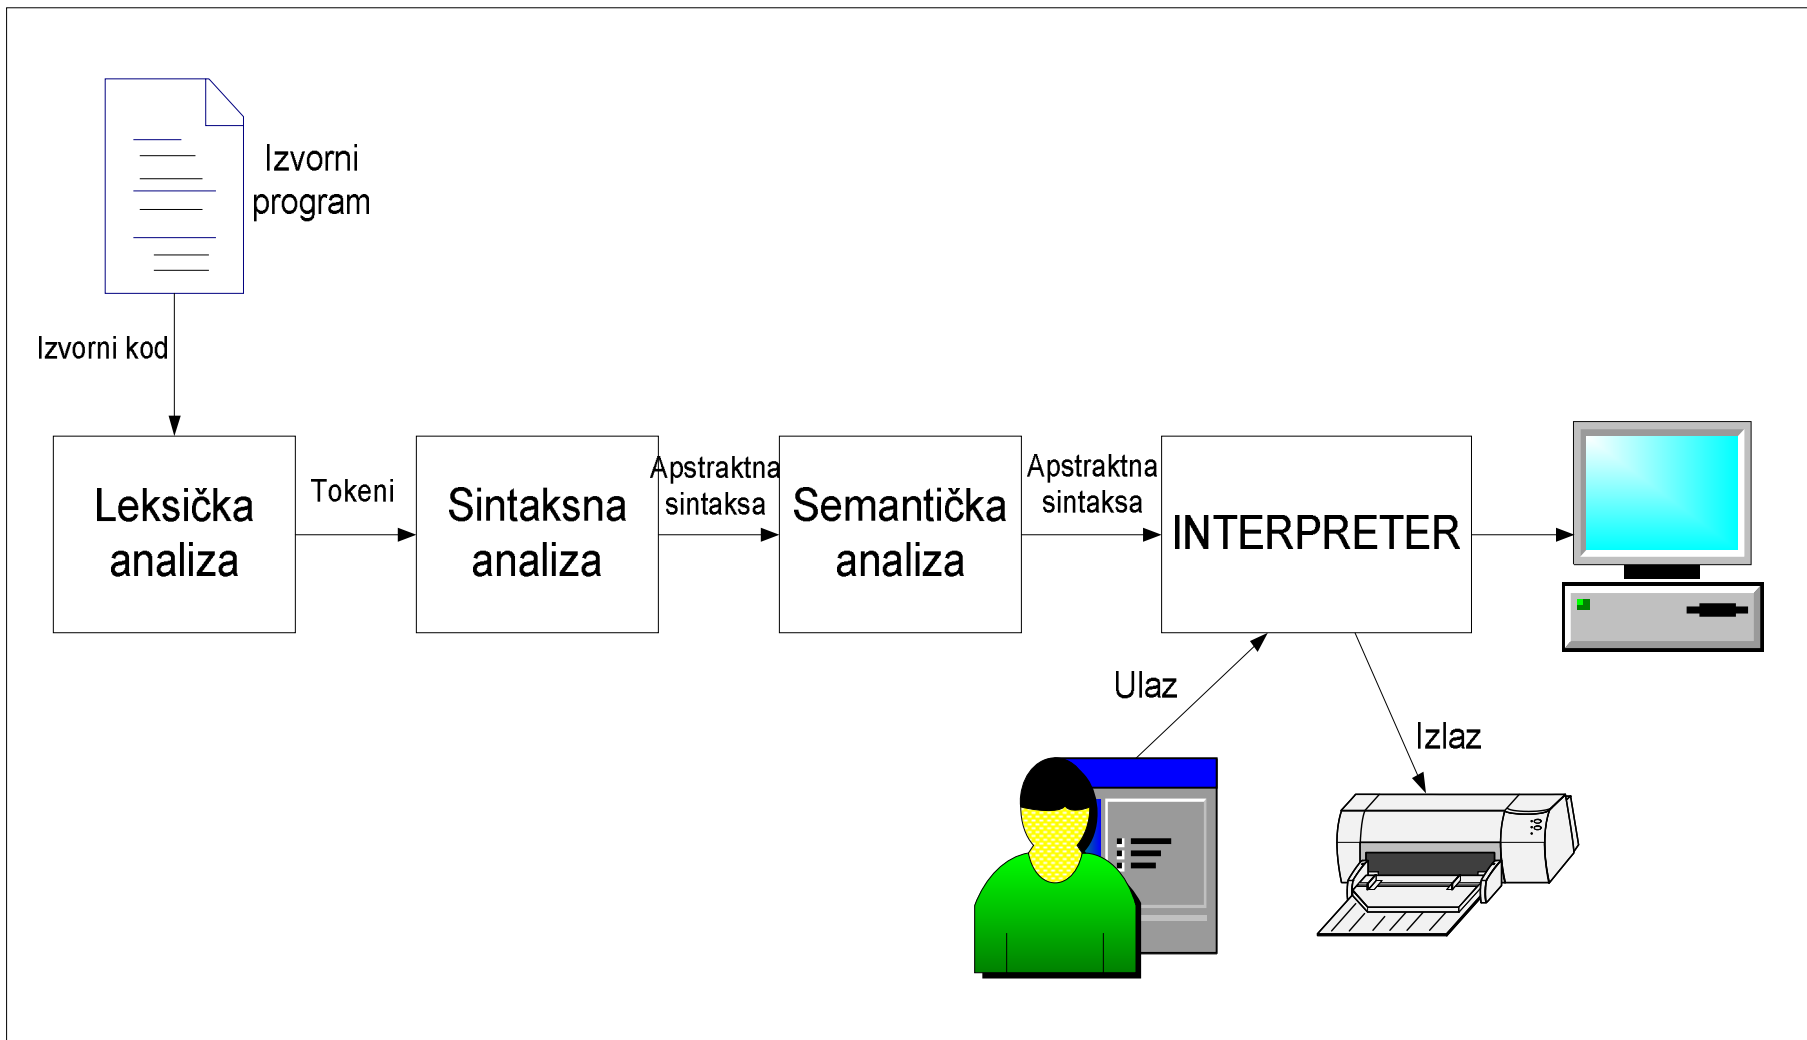 Izvorni
program
Izvorni kod
Leksička
analiza
Tokeni
Sintaksna
analiza
Apstraktna
sintaksa
Semantička
analiza
Apstraktna
sintaksa
INTERPRETER
Ulaz
Izlaz